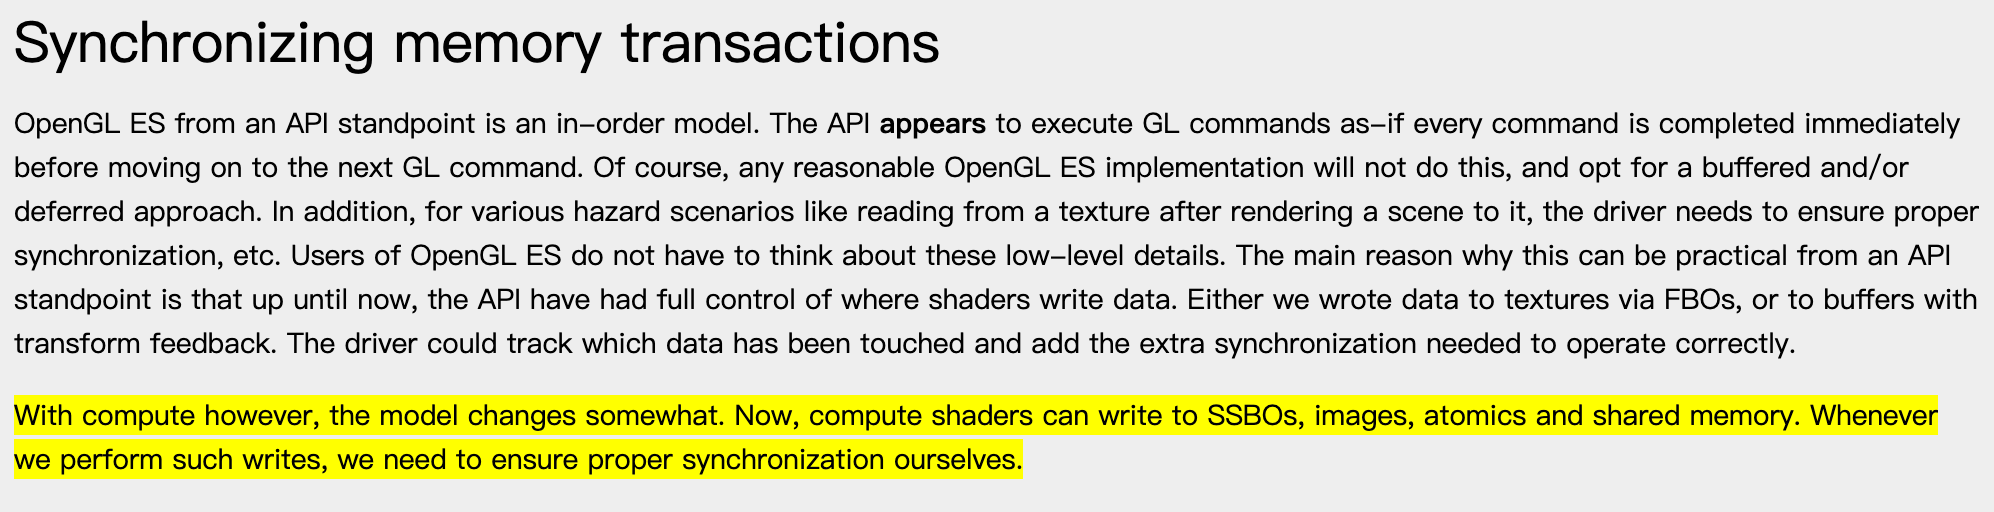 Synchronizing memory transactions
OpenGL ES from an API standpoint is an in-order model. The API appears to execute GL commands as-if every command is completed immediately
before moving on to the next GL command. Of course, any reasonable OpenGL ES implementation will not do this, and opt for a buffered and/or
deferred approach. In addition, for various hazard scenarios like reading from a texture after rendering a scene to it, the driver needs to ensure proper
synchronization, etc. Users of OpenGL ES do not have to think about these low-level details. The main reason why this can be practical from an API
standpoint is that up until now, the API have had full control of where shaders write data. Either we wrote data to textures via FBOs, or to buffers with
transform feedback. The driver could track which data has been touched and add the extra synchronization needed to operate correctly.
With compute however, the model changes somewhat. Now, compute shaders can write to SSBOs, images, atomics and shared memory. Whenever
we perform such writes, we need to ensure proper synchronization ourselves.